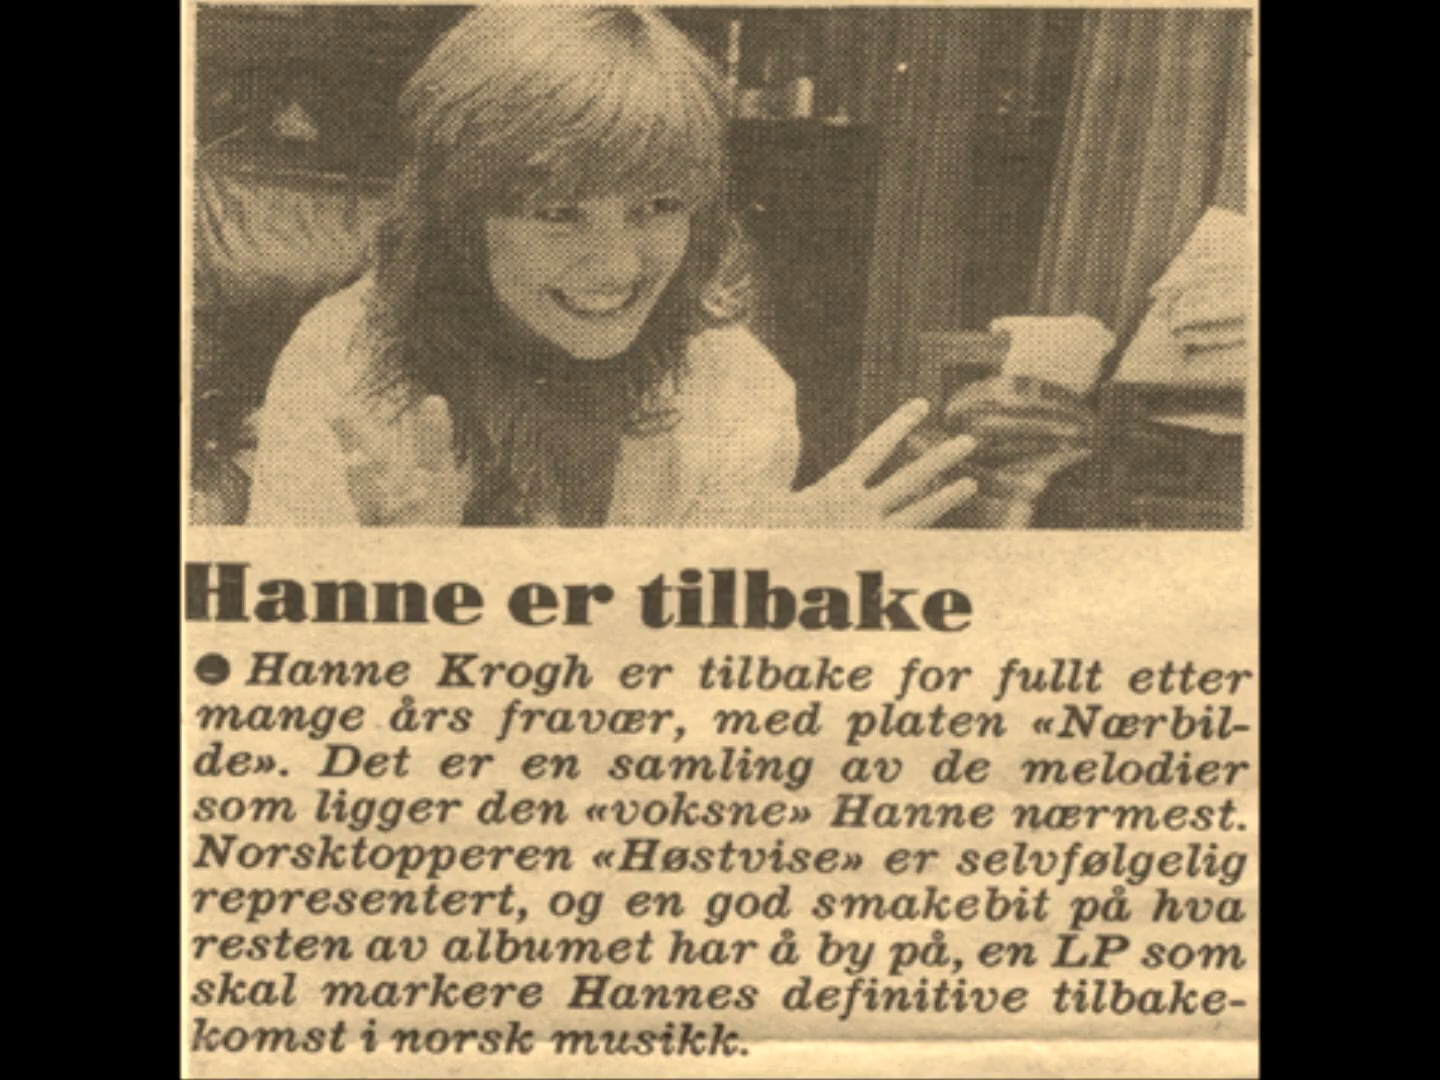 Hanne er tilbake
● Hanne Krogh er tilbake for fullt etter
mange års fravær, med platen «Nærbil-
de». Det er en samling av de melodier
som ligger den «voksne» Hanne nærmest.
Norsktopperen «Høstvise» er selvfølgelig
representert, og en god smakebit på hva
resten av albumet har å by på, en LP som
skal markere Hannes definitive tilbake-
komst i norsk musikk.